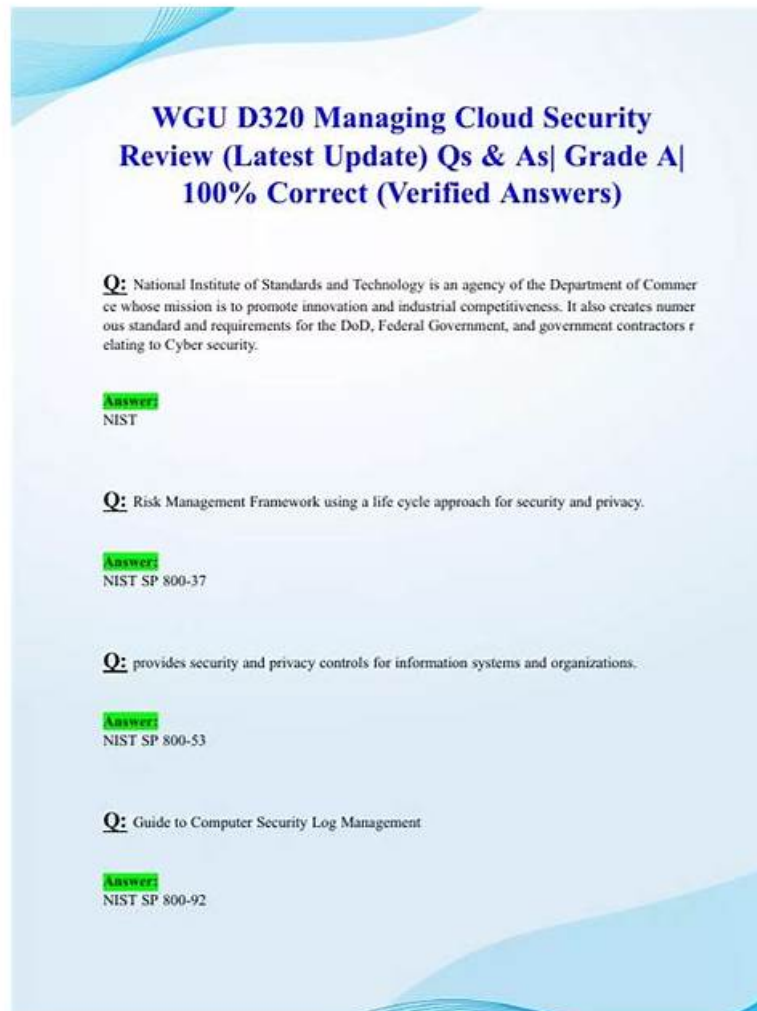 WGU D320 Managing Cloud Security
Review (Latest Update) Qs & As| Grade A|
100% Correct (Verified Answers)
Q: National Institute of Standards and Technology is an agency of the Department of Commer
ce whose mission is to promote innovation and industrial competitiveness. It also creates numer
ous standard and requirements for the DoD, Federal Government, and government contractors r
elating to Cyber security.
Answer:
NIST
Q: Risk Management Framework using a life cycle approach for security and privacy.
Answer:
NIST SP 800-37
Q: provides security and privacy controls for information systems and organizations.
Answer:
NIST SP 800-53
Q: Guide to Computer Security Log Management
Answer:
NIST SP 800-92